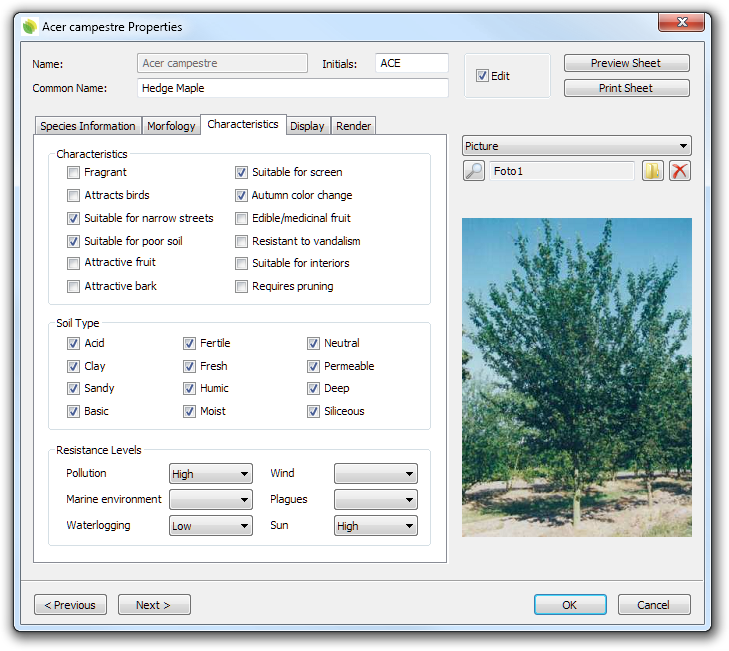 Acer campestre Properties
Name: Acer campestre Initials: ACE
Common Name: Hedge Maple
Edit
Preview Sheet
Print Sheet
Species Information Morfology Characteristics Display Render
Characteristics
Fragrant Suitable for screen
Attracts birds Autumn color change
Suitable for narrow streets Edible/medicinal fruit
Suitable for poor soil Resistant to vandalism
Attractive fruit Suitable for interiors
Attractive bark Requires pruning
Soil Type
Acid Fertile Neutral
Clay Fresh Permeable
Sandy Humic Deep
Basic Moist Siliceous
Resistance Levels
Pollution High Wind
Marine environment Plagues
Waterlogging Low Sun High
Picture
Foto1
< Previous Next > OK Cancel